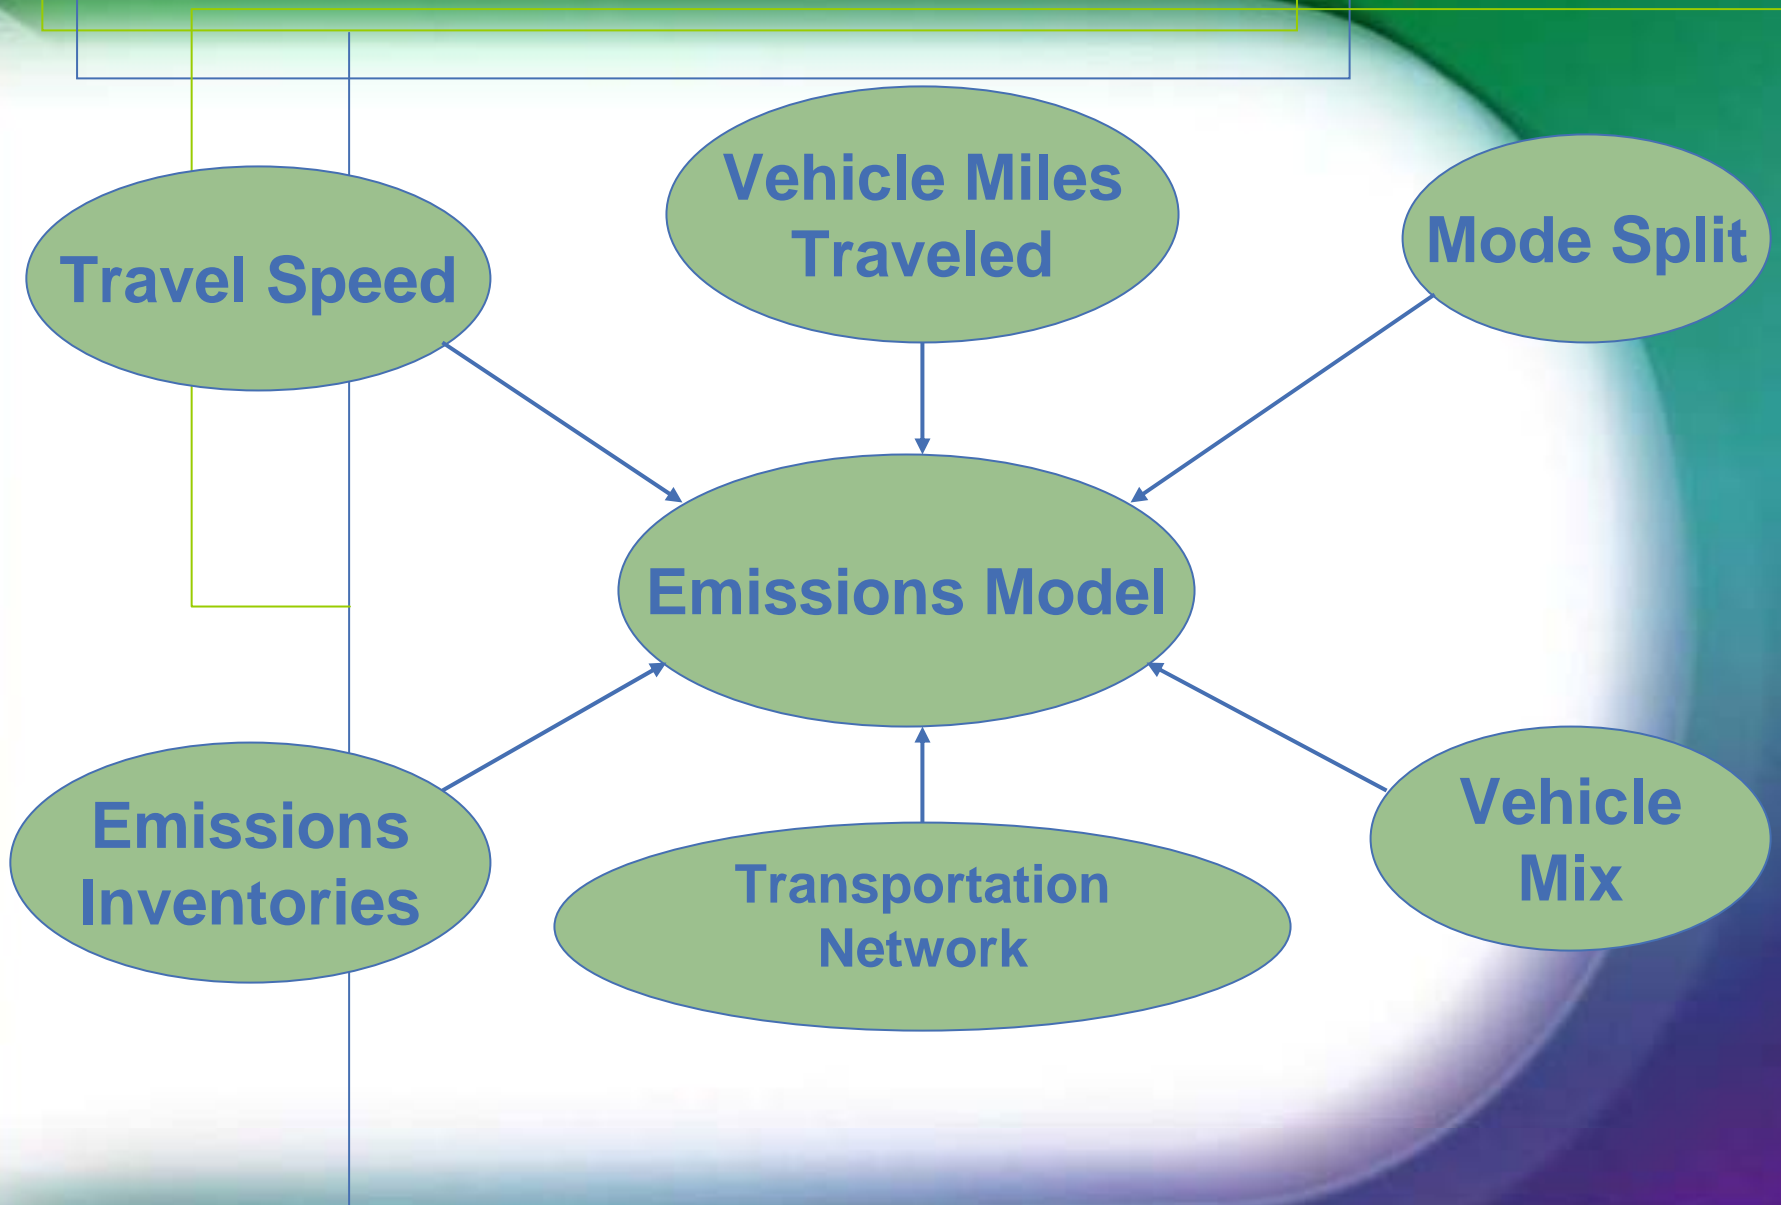 Vehicle Miles
Traveled
Mode Split
Travel Speed
Emissions Model
Emissions
Inventories
Transportation
Network
Vehicle
Mix